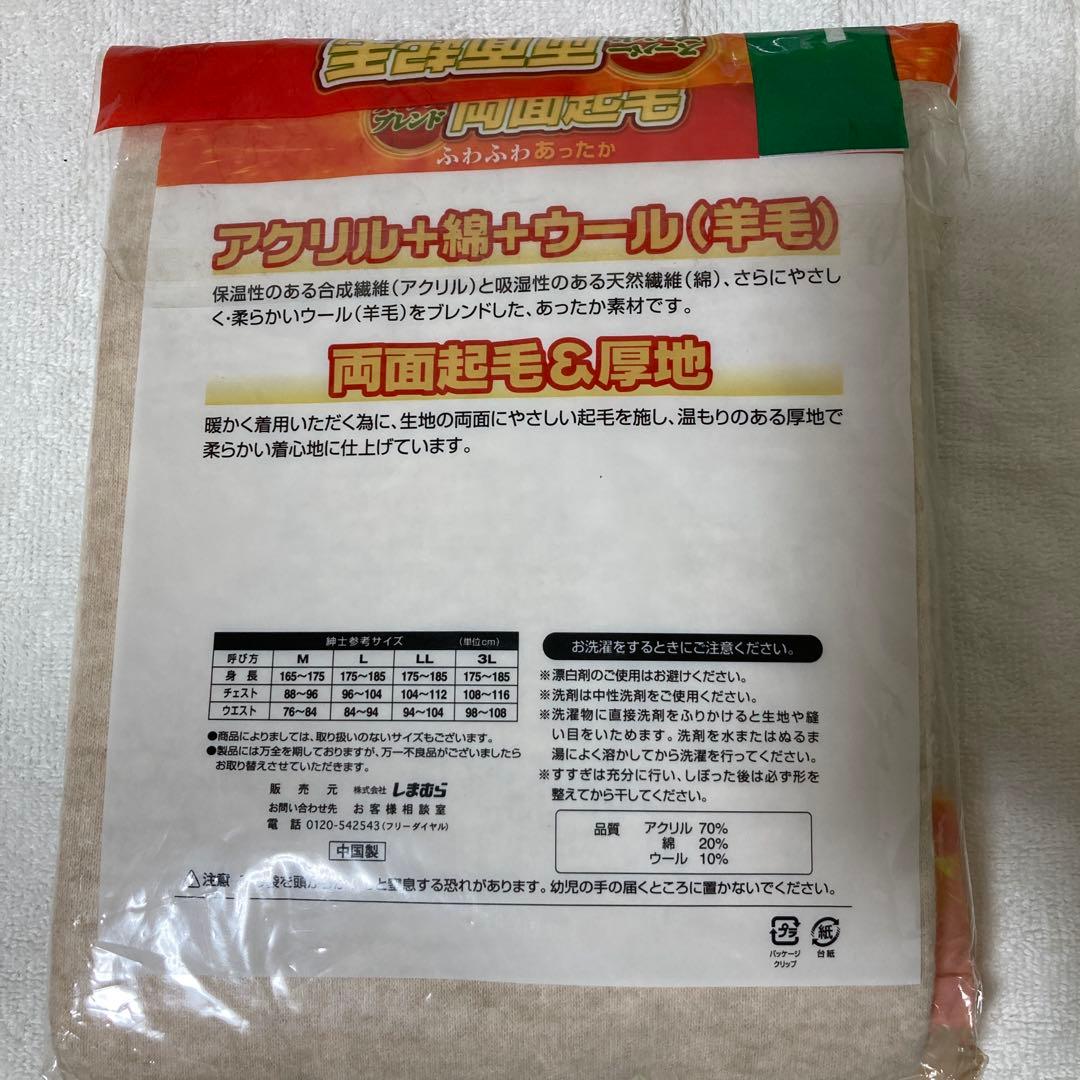 両面起毛
スーパー
ブレンド 両面起毛
ふわふわあったか
アクリル+綿+ウール(羊毛)
保温性のある合成繊維(アクリル)と吸湿性のある天然繊維(綿)、さらにやさし
く・柔らかいウール(羊毛)をブレンドした、あったか素材です。
両面起毛&厚地
暖かく着用いただく為に、生地の両面にやさしい起毛を施し、温もりのある厚地で
柔らかい着心地に仕上げています。
紳士参考サイズ (単位cm)
呼び方 M L LL 3L
身長 165~175 175~185 175~185 175~185
チェスト 88~96 96~104 104~112 108~116
ウエスト 76~84 84~94 94~104 98~108
●商品によりましては、取り扱いのないサイズもございます。
●製品には万全を期しておりますが、万一不良品がございましたら
お取り替えさせていただきます。
販売元 株式会社 しまむら
お問い合わせ先 お客様相談室
電話 0120-542543(フリーダイヤル)
中国製
お洗濯をするときにご注意ください。
※漂白剤のご使用はお避けください。
※洗剤は中性洗剤をご使用ください。
※洗濯物に直接洗剤をふりかけると生地や縫
い目をいためます。洗剤を水またはぬるま
湯によく溶かしてから洗濯を行ってください。
※すすぎは充分に行い、しぼった後は必ず形を
整えてから干してください。
品質 アクリル 70%
綿 20%
ウール 10%
⚠注意 袋を頭から と窒息する恐れがあります。幼児の手の届くところに置かないでください。
プラ 紙
パッケージ 台紙
クリップ